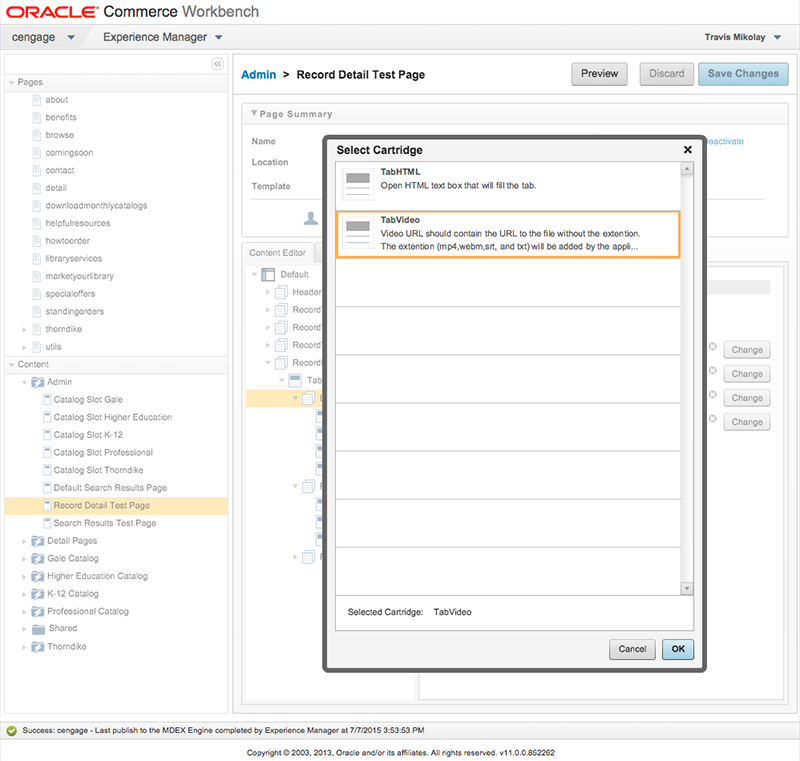 ORACLE Commerce Workbench
cengage Experience Manager Travis Mikolay
Admin > Record Detail Test Page Preview Discard Save Changes
Pages
about
benefits
browse
comingsoon
contact
detail
downloadmonthlycatalogs
helpfulresources
howtoorder
libraryservices
marketyourlibrary
specialoffers
standingorders
thorndike
utils
Content
Admin
Catalog Slot Gale
Catalog Slot Higher Education
Catalog Slot K-12
Catalog Slot Professional
Catalog Slot Thorndike
Default Search Results Page
Record Detail Test Page
Search Results Test Page
Detail Pages
Gale Catalog
Higher Education Catalog
K-12 Catalog
Professional Catalog
Shared
Thorndike
Page Summary
Name
Location
Template
Content Editor
Default
Header
Record
Record
Record
Record
Tab
Select Cartridge
TabHTML
Open HTML text box that will fill the tab.
TabVideo
Video URL should contain the URL to the file without the extention.
The extention (mp4,webm,srt, and txt) will be added by the appli...
Selected Cartridge: TabVideo
Cancel OK
eactivate
Change
Change
Change
Change
Success: cengage - Last publish to the MDEX Engine completed by Experience Manager at 7/7/2015 3:53:53 PM
Copyright © 2003, 2013, Oracle and/or its affiliates. All rights reserved. v11.0.0.852262